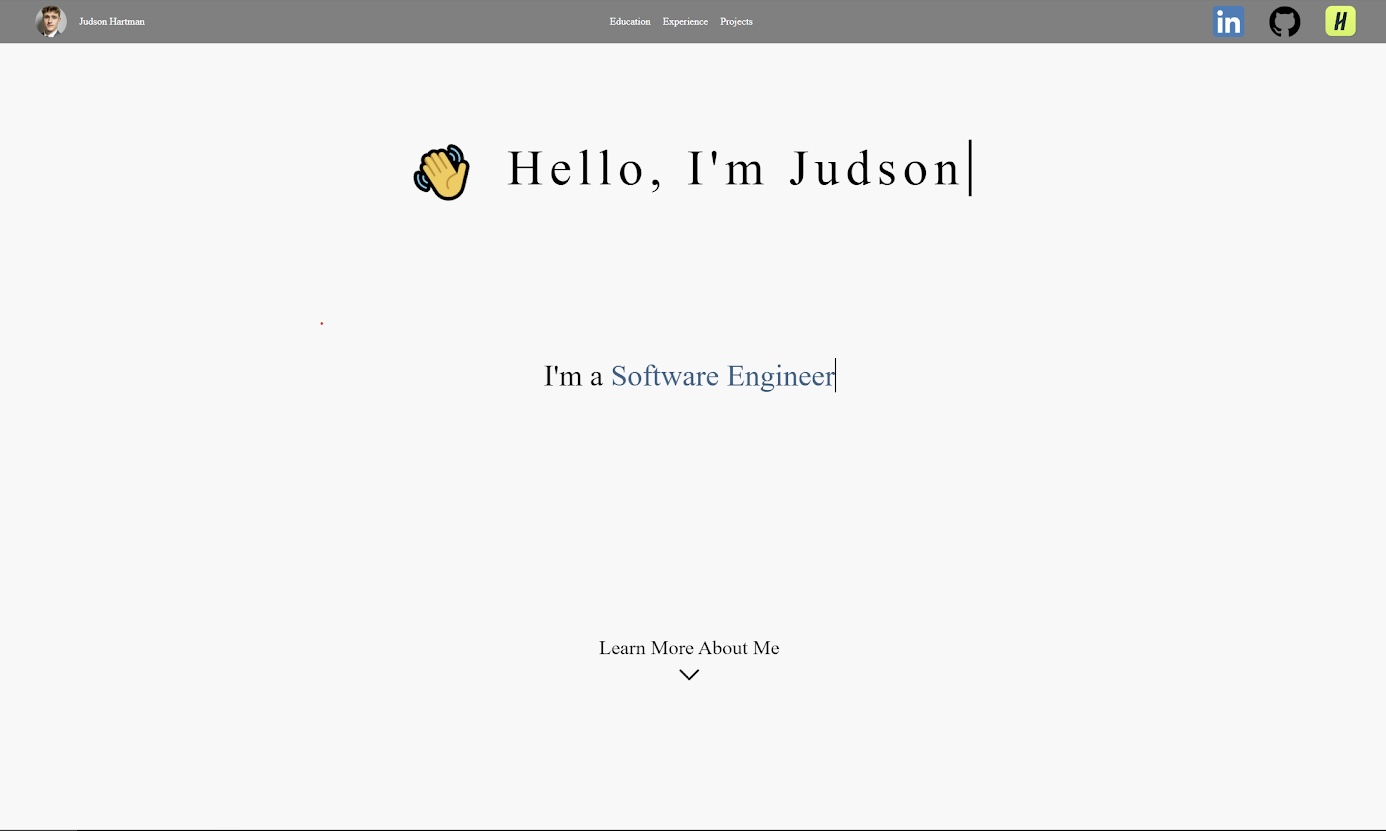 Judson Hartman
Education Experience Projects
in
H
Hello, I'm Judson
I'm a Software Engineer
Learn More About Me